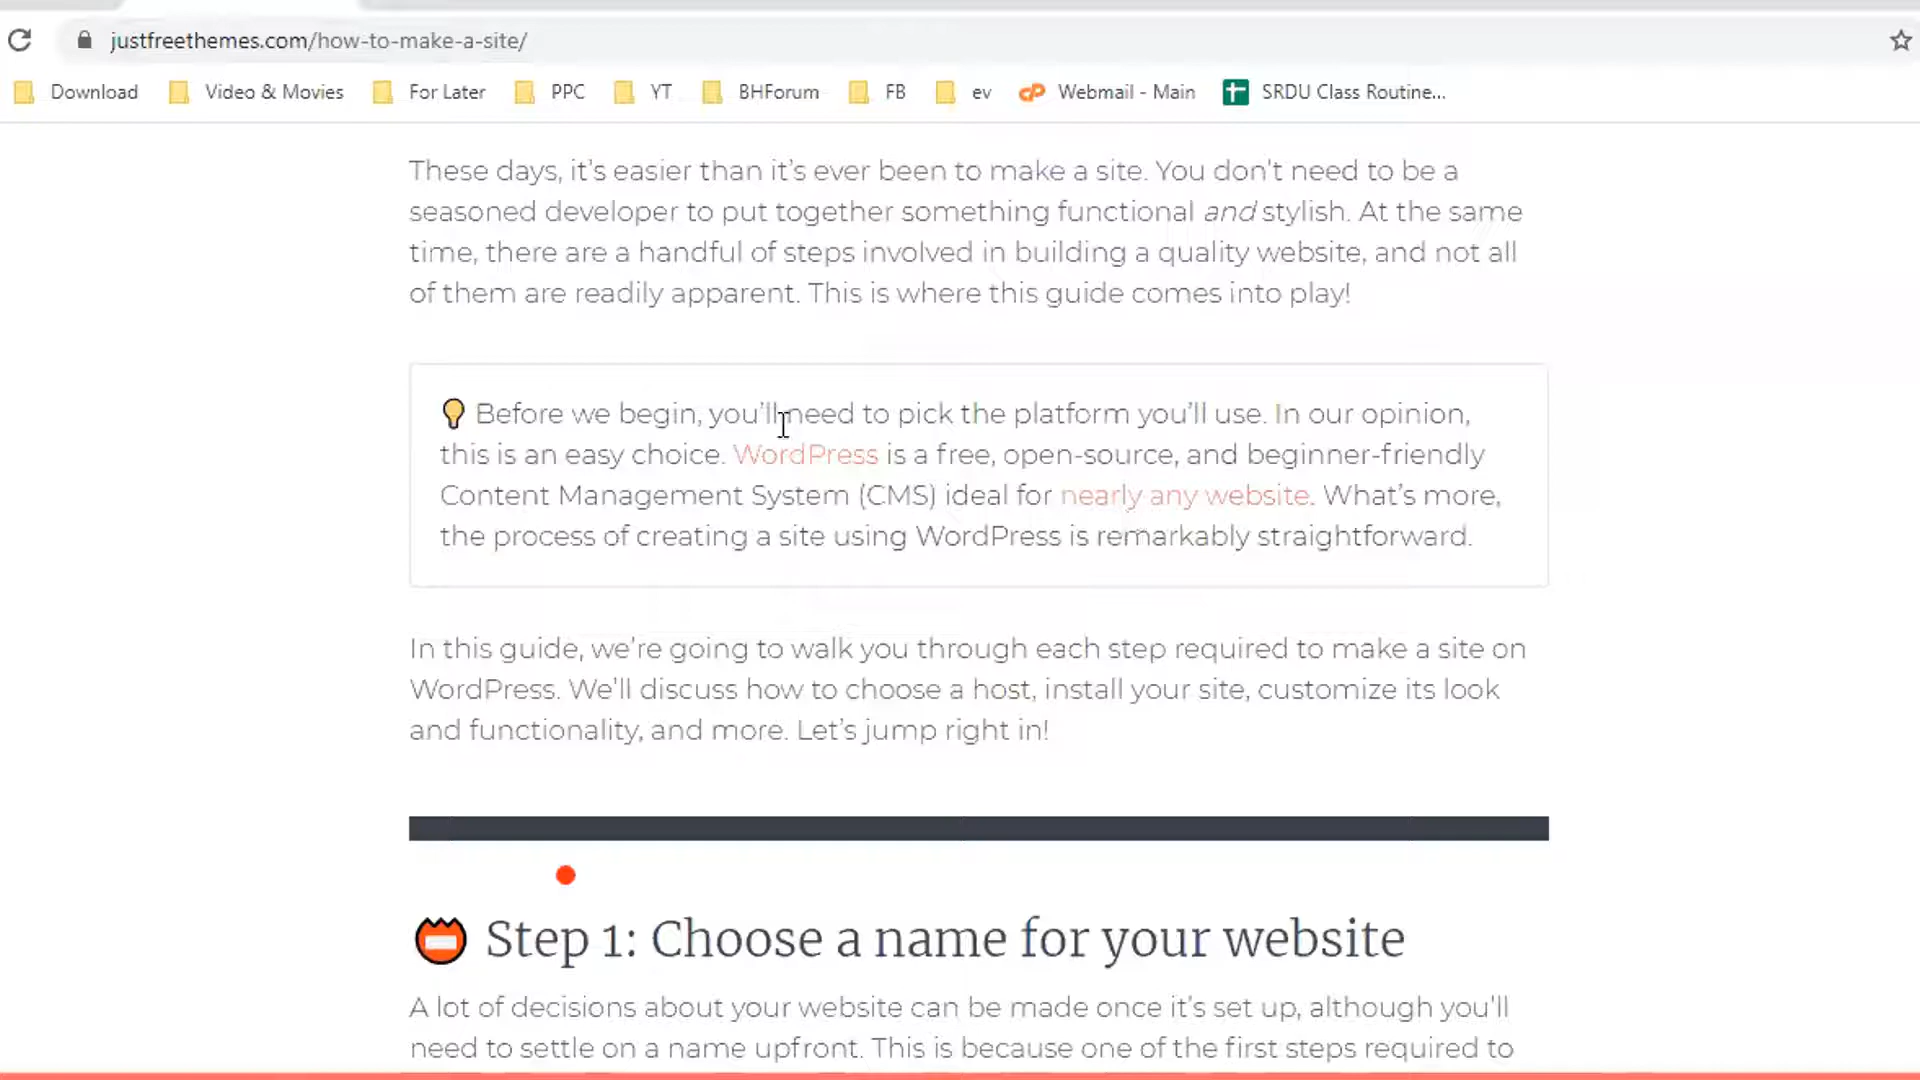 justfreethemes.com/how-to-make-a-site/
Download Video & Movies For Later PPC YT BHForum FB ev Webmail - Main SRDU Class Routine...
These days, it’s easier than it’s ever been to make a site. You don’t need to be a
seasoned developer to put together something functional and stylish. At the same
time, there are a handful of steps involved in building a quality website, and not all
of them are readily apparent. This is where this guide comes into play!
Before we begin, you’ll need to pick the platform you’ll use. In our opinion,
this is an easy choice. WordPress is a free, open-source, and beginner-friendly
Content Management System (CMS) ideal for nearly any website. What’s more,
the process of creating a site using WordPress is remarkably straightforward.
In this guide, we’re going to walk you through each step required to make a site on
WordPress. We’ll discuss how to choose a host, install your site, customize its look
and functionality, and more. Let’s jump right in!
Step 1: Choose a name for your website
A lot of decisions about your website can be made once it’s set up, although you’ll
need to settle on a name upfront. This is because one of the first steps required to